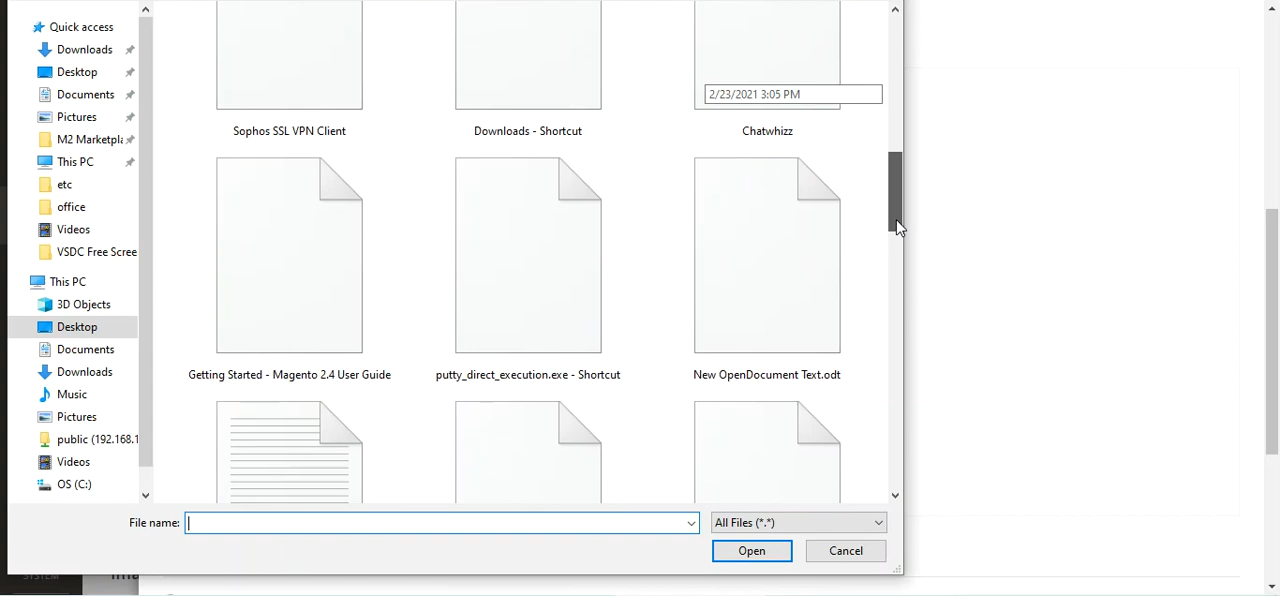 Quick access
Downloads
Desktop
Documents
Pictures
M2 Marketpla
This PC
etc
office
Videos
VSDC Free Scree
This PC
3D Objects
Desktop
Documents
Downloads
Music
Pictures
public (192.168.1
Videos
OS (C:)
2/23/2021 3:05 PM
Sophos SSL VPN Client
Downloads - Shortcut
Chatwhizz
Getting Started - Magento 2.4 User Guide
putty_direct_execution.exe - Shortcut
New OpenDocument Text.odt
File name:
All Files (*.*)
Open
Cancel
SYSTEM